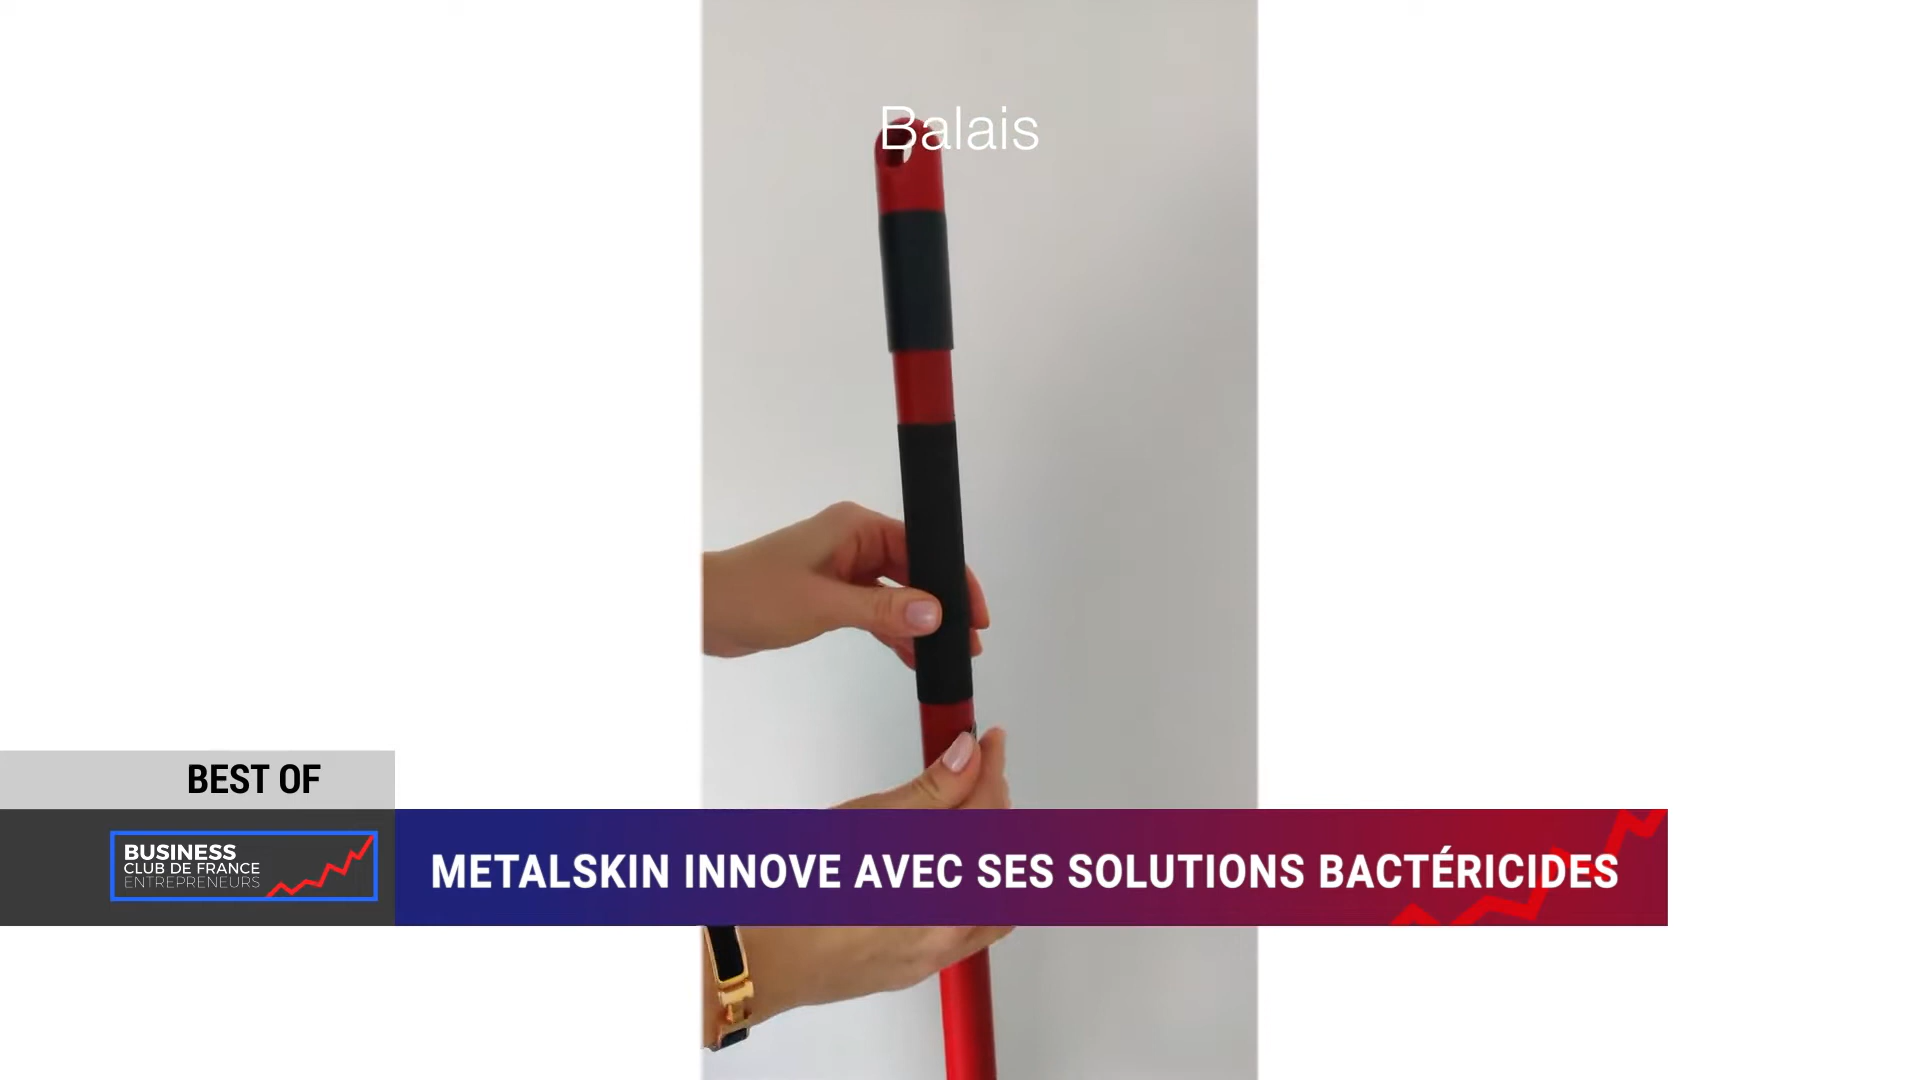 Balais
BEST OF
BUSINESS
CLUB DE FRANCE
ENTREPRENEURS
METALSKIN INNOVE AVEC SES SOLUTIONS BACTÉRICIDES